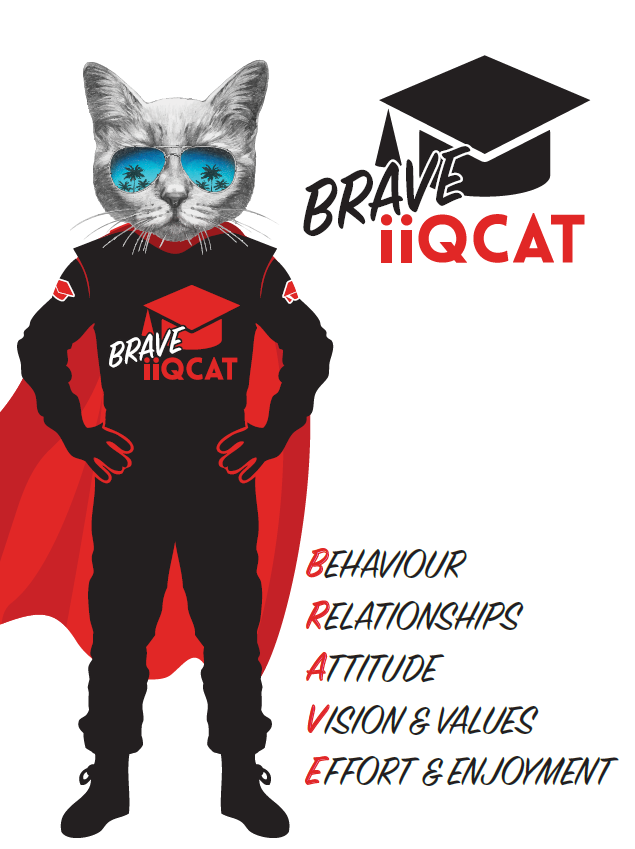 BRAVE
iiQCAT
BRAVE
iiQCAT
BEHAVIOUR
RELATIONSHIPS
ATTITUDE
VISION & VALUES
EFFORT & ENJOYMENT